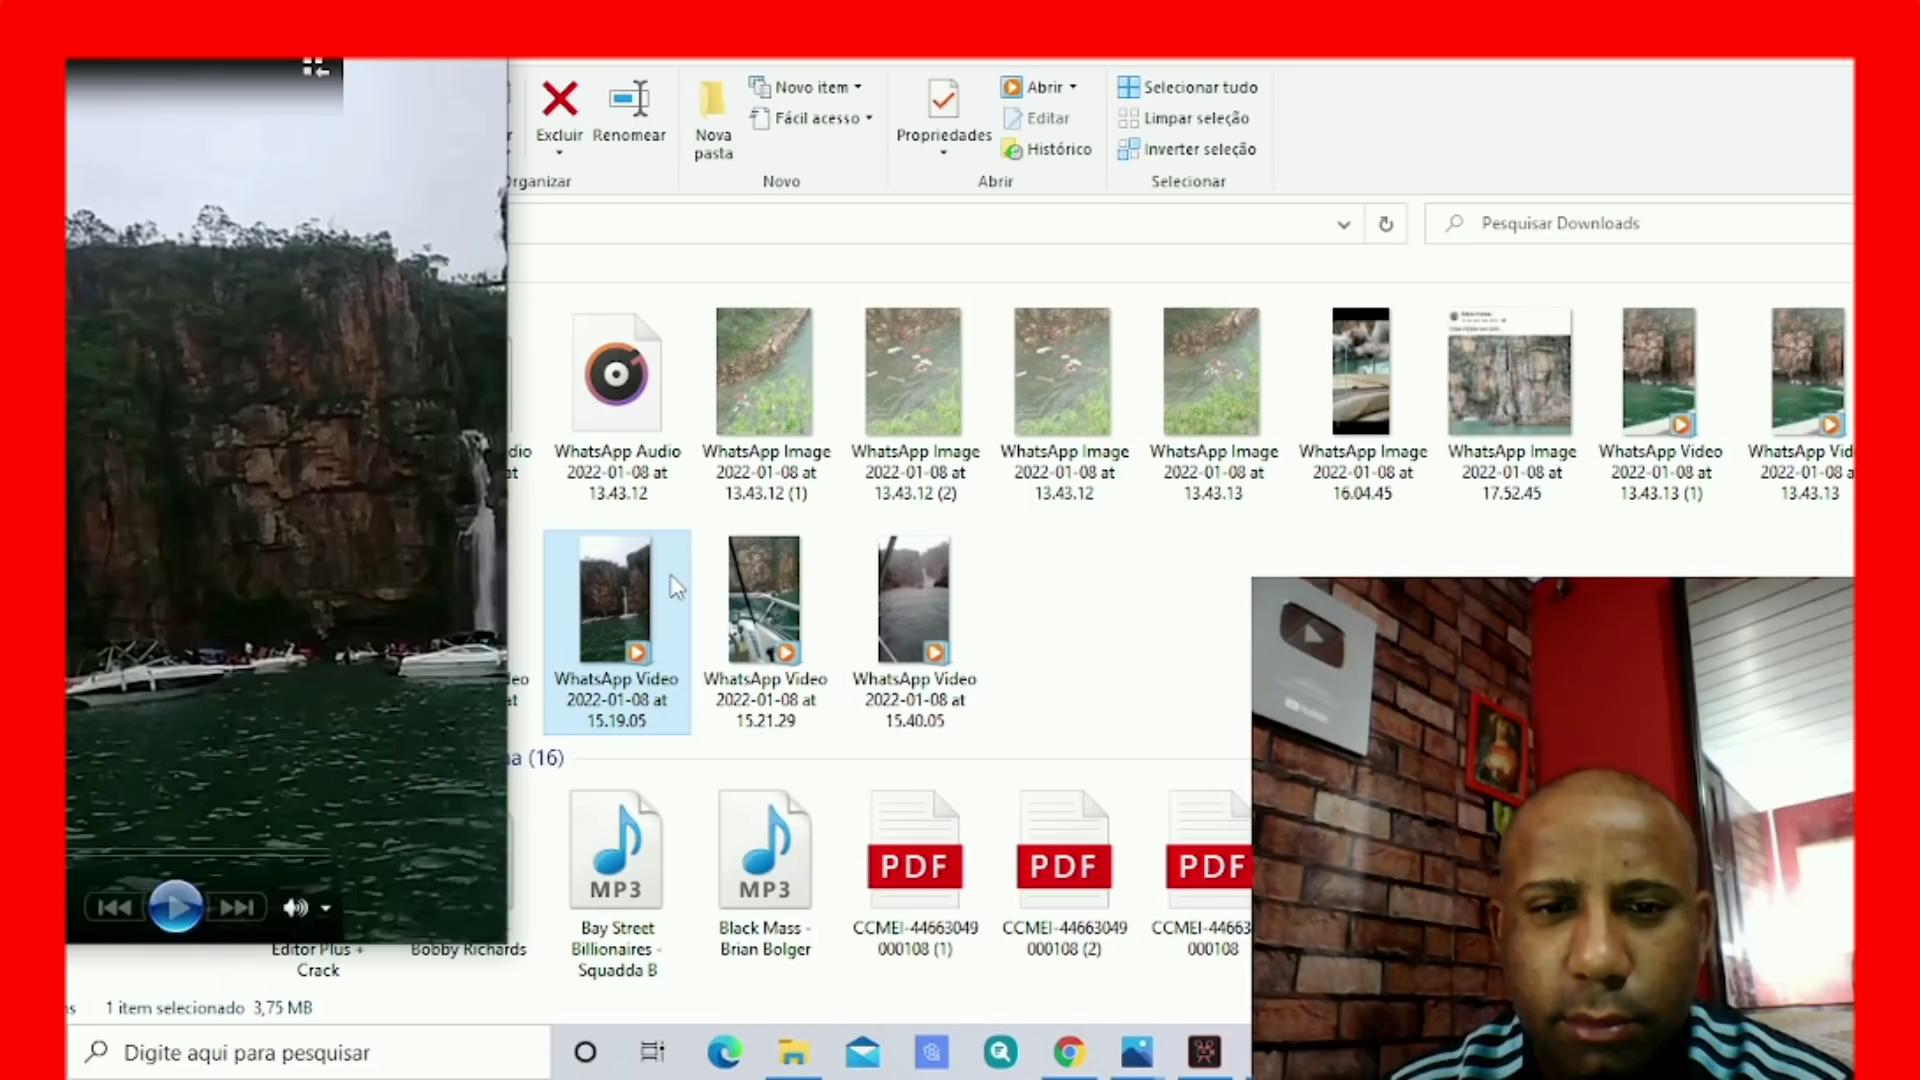 Excluir
Renomear
Organizar
Nova
pasta
Novo item
Fácil acesso
Novo
Propriedades
Abrir
Editar
Histórico
Abrir
Selecionar tudo
Limpar seleção
Inverter seleção
Selecionar
Pesquisar Downloads
dio
at
WhatsApp Audio
2022-01-08 at
13.43.12
WhatsApp Image
2022-01-08 at
13.43.12 (1)
WhatsApp Image
2022-01-08 at
13.43.12 (2)
WhatsApp Image
2022-01-08 at
13.43.12
WhatsApp Image
2022-01-08 at
13.43.13
WhatsApp Image
2022-01-08 at
16.04.45
WhatsApp Image
2022-01-08 at
17.52.45
WhatsApp Video
2022-01-08 at
13.43.13 (1)
WhatsApp Vid
2022-01-08 a
13.43.13
eo
at
WhatsApp Video
2022-01-08 at
15.19.05
WhatsApp Video
2022-01-08 at
15.21.29
WhatsApp Video
2022-01-08 at
15.40.05
a (16)
MP3
MP3
PDF
PDF
PDF
Editor Plus +
Crack
Bobby Richards
Bay Street
Billionaires -
Squadda B
Black Mass -
Brian Bolger
CCMEI-44663049
000108 (1)
CCMEI-44663049
000108 (2)
CCMEI-4466
000108
1 item selecionado 3,75 MB
Digite aqui para pesquisar